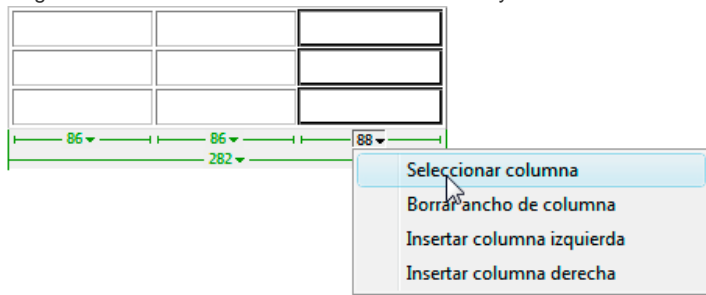 86 86 88
282
Seleccionar columna
Borrar ancho de columna
Insertar columna izquierda
Insertar columna derecha